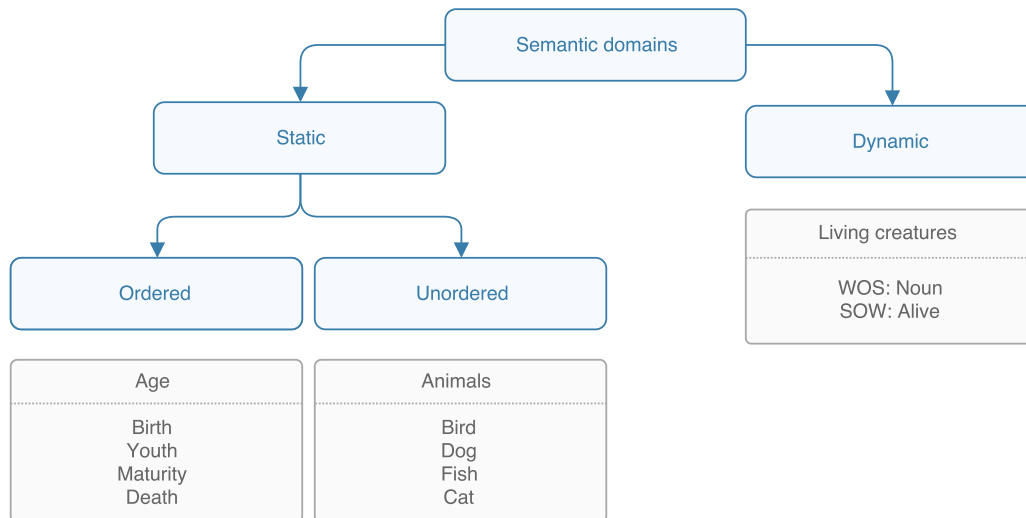 Semantic domains
Static
Dynamic
Ordered
Unordered
Living creatures
WOS: Noun
SOW: Alive
Age
Birth
Youth
Maturity
Death
Animals
Bird
Dog
Fish
Cat